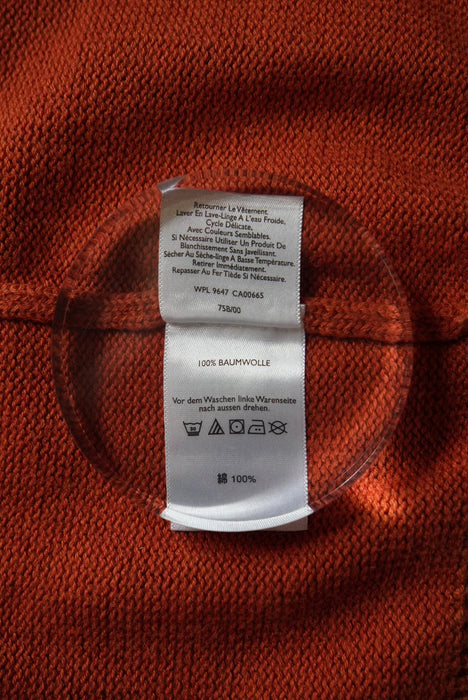 Retourner Le Vêtement.
Laver En Lave-Linge A L'eau Froide,
Cycle Délicate,
Avec Couleurs Semblables.
Si Nécessaire Utiliser Un Produit De
Blanchissement Sans Javellisant.
Sécher Au Sèche-linge A Basse Température.
Retirer Immédiatement.
Repasser Au Fer Tiède Si Nécessaire.
WPL 9647 CA00665
75B/00
100% BAUMWOLLE
Vor dem Waschen linke Warenseite
nach aussen drehen.
30
綿 100%